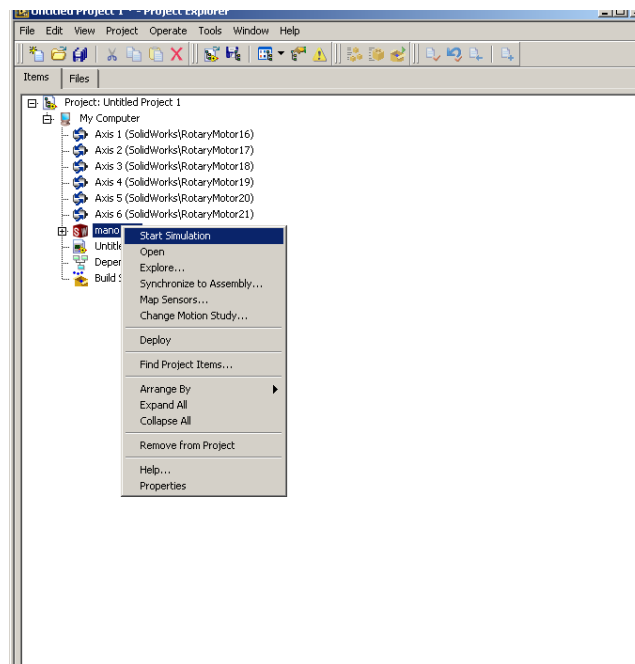 Untitled Project 1 * - Project Explorer
File Edit View Project Operate Tools Window Help
Items Files
Project: Untitled Project 1
My Computer
Axis 1 (SolidWorks\RotaryMotor16)
Axis 2 (SolidWorks\RotaryMotor17)
Axis 3 (SolidWorks\RotaryMotor18)
Axis 4 (SolidWorks\RotaryMotor19)
Axis 5 (SolidWorks\RotaryMotor20)
Axis 6 (SolidWorks\RotaryMotor21)
mano
Untitle
Depen
Build S
Start Simulation
Open
Explore...
Synchronize to Assembly...
Map Sensors...
Change Motion Study...
Deploy
Find Project Items...
Arrange By
Expand All
Collapse All
Remove from Project
Help...
Properties